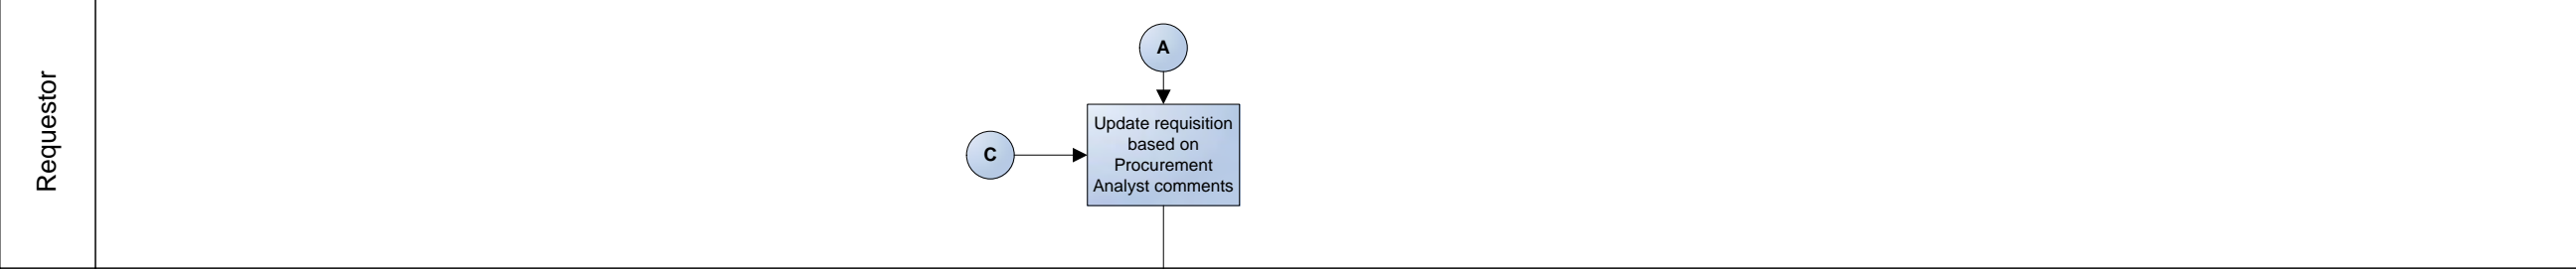 Requestor
A
C
Update requisition
based on
Procurement
Analyst comments